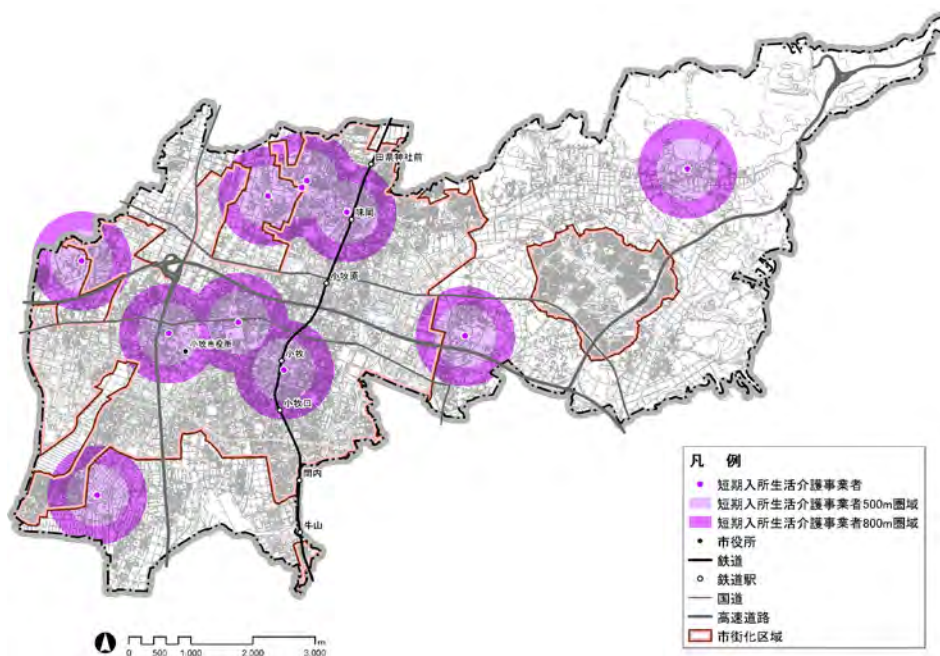 田県神社前
味岡
小牧原
小牧市役所
小牧
小牧口
間内
牛山
凡 例
短期入所生活介護事業者
短期入所生活介護事業者500m圏域
短期入所生活介護事業者800m圏域
市役所
鉄道
鉄道駅
国道
高速道路
市街化区域
0 500 1,000 2,000 3,000 m